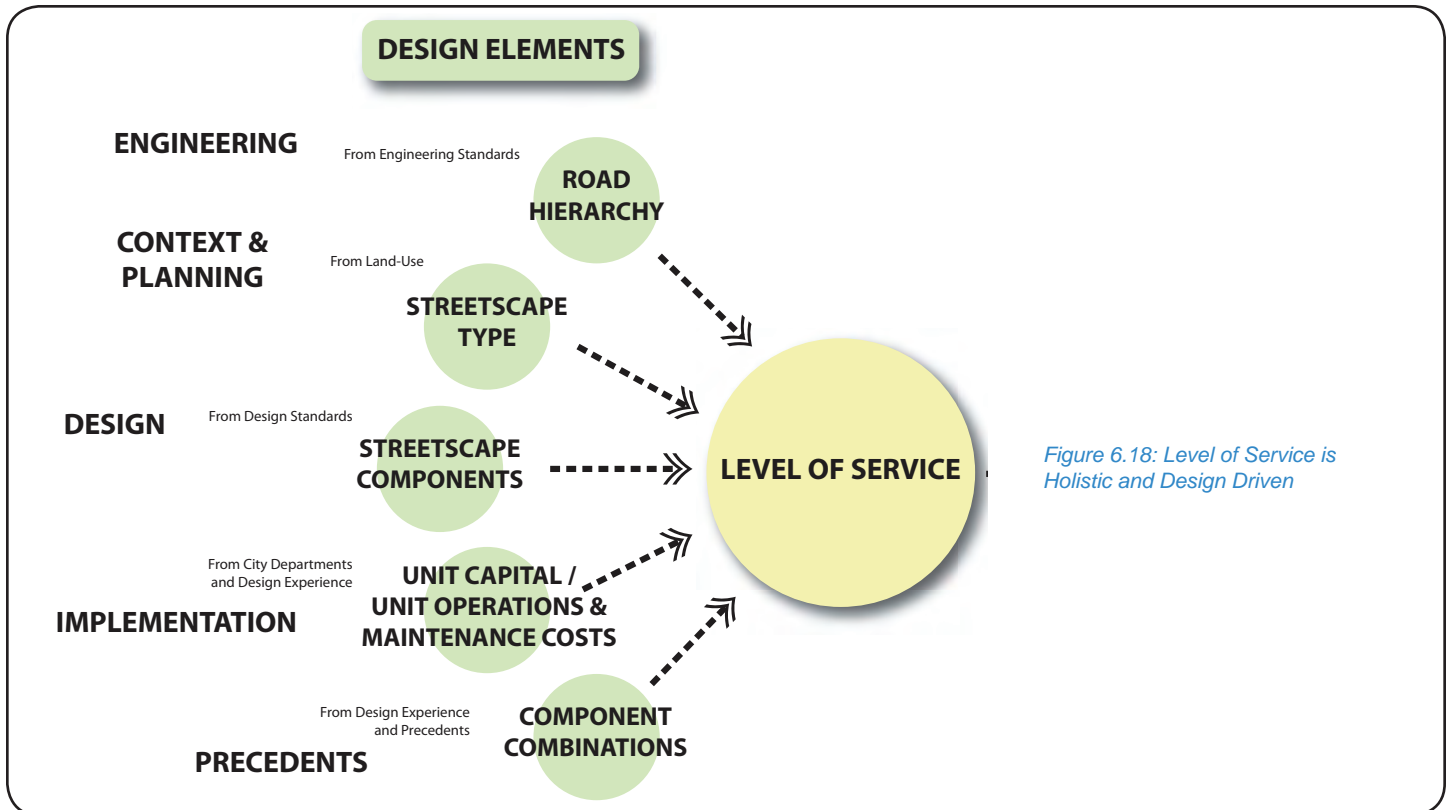 DESIGN ELEMENTS
ENGINEERING
From Engineering Standards
ROAD
HIERARCHY
CONTEXT &
PLANNING
From Land-Use
STREETSCAPE
TYPE
DESIGN
From Design Standards
STREETSCAPE
COMPONENTS
LEVEL OF SERVICE
Figure 6.18: Level of Service is
Holistic and Design Driven
From City Departments
and Design Experience
IMPLEMENTATION
UNIT CAPITAL /
UNIT OPERATIONS &
MAINTENANCE COSTS
From Design Experience
and Precedents
PRECEDENTS
COMPONENT
COMBINATIONS